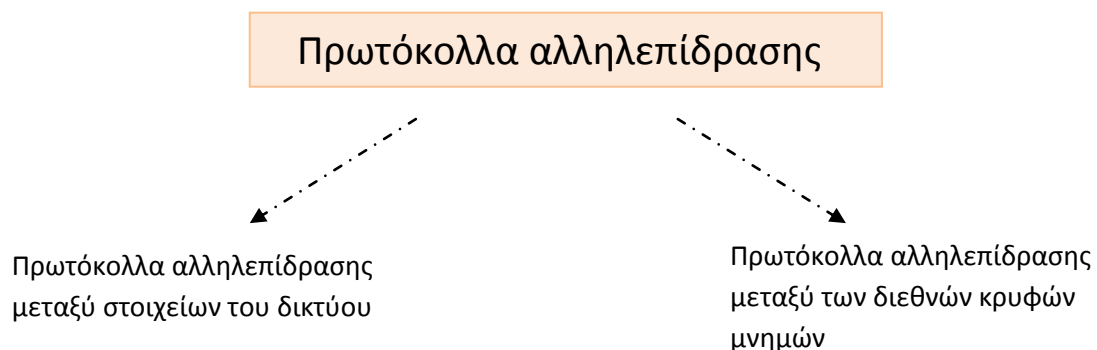 Πρωτόκολλα αλληλεπίδρασης
Πρωτόκολλα αλληλεπίδρασης
μεταξύ στοιχείων του δικτύου
Πρωτόκολλα αλληλεπίδρασης
μεταξύ των διεθνών κρυφών
μνημών